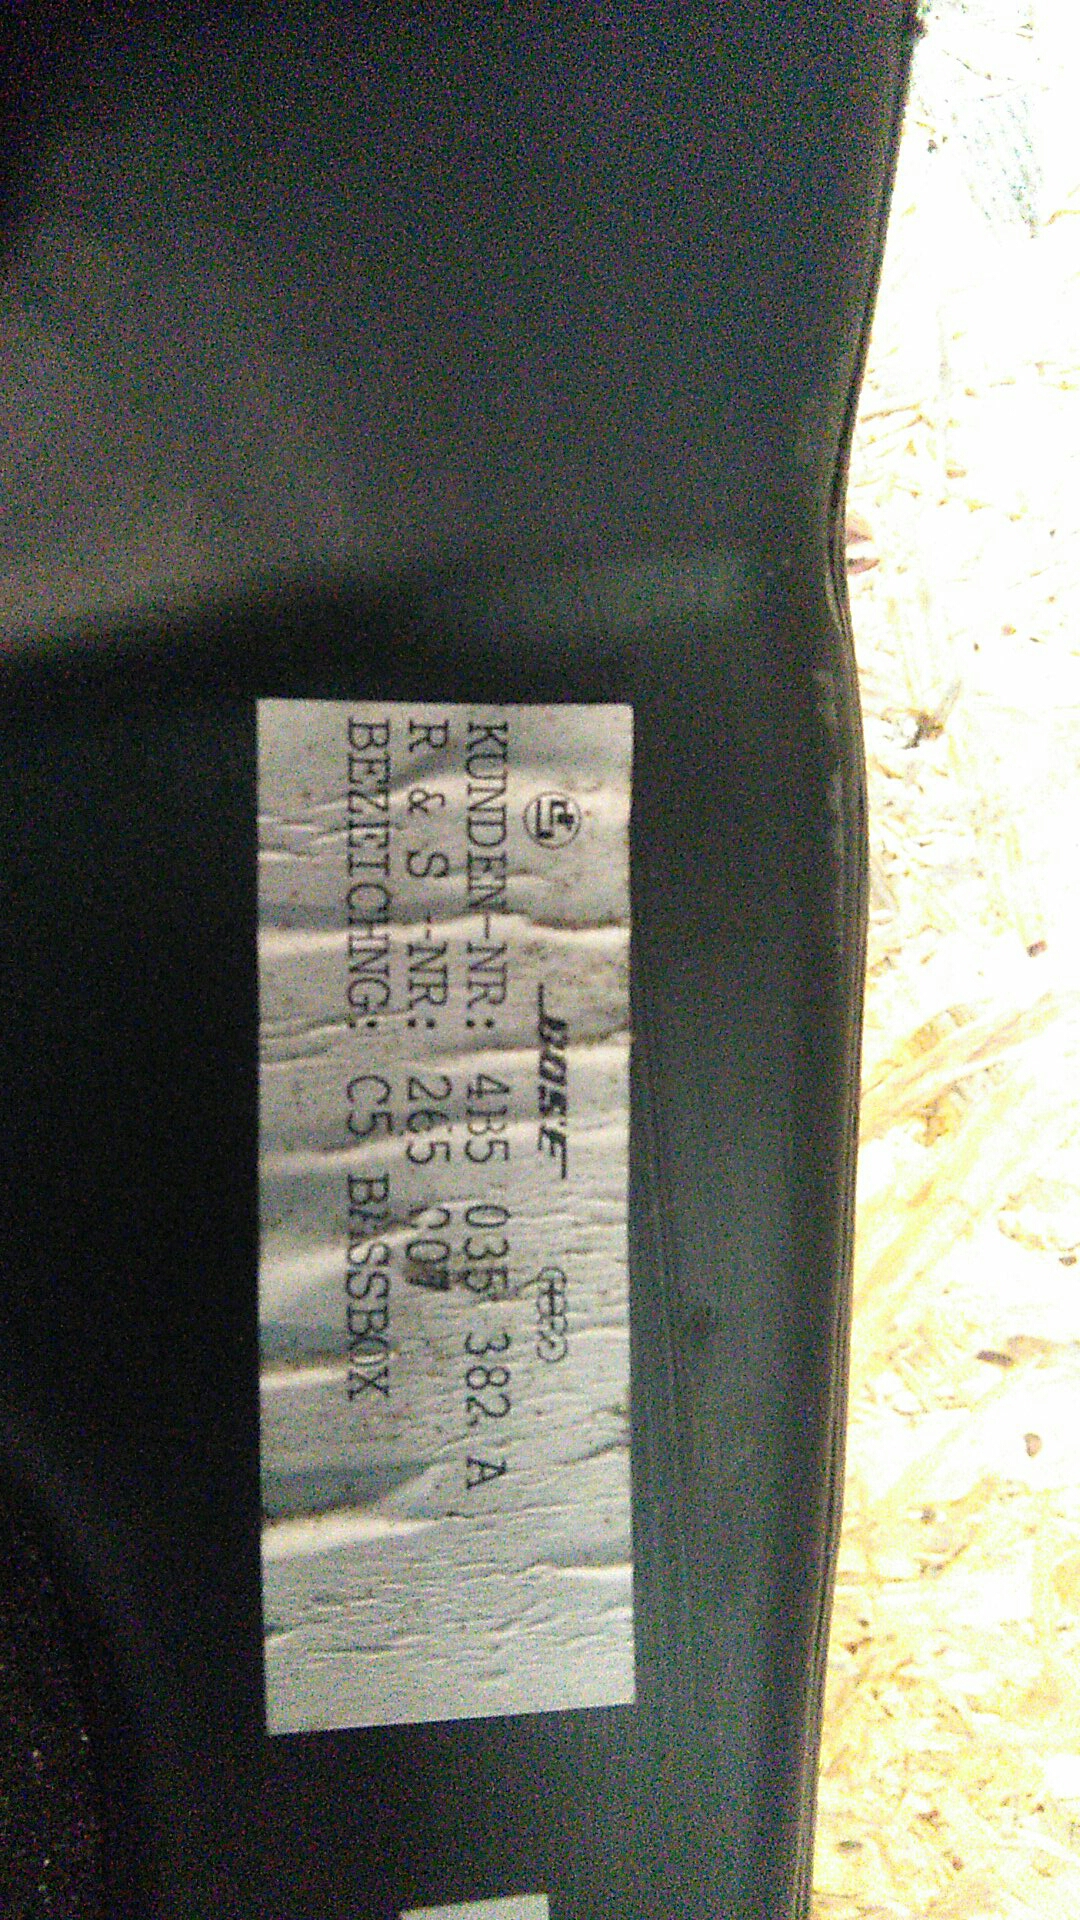 BOSE
KUNDEN-NR: 4B5 035 382 A
R & S -NR: 265 007
BEZEICHNG: C5 BASSBOX